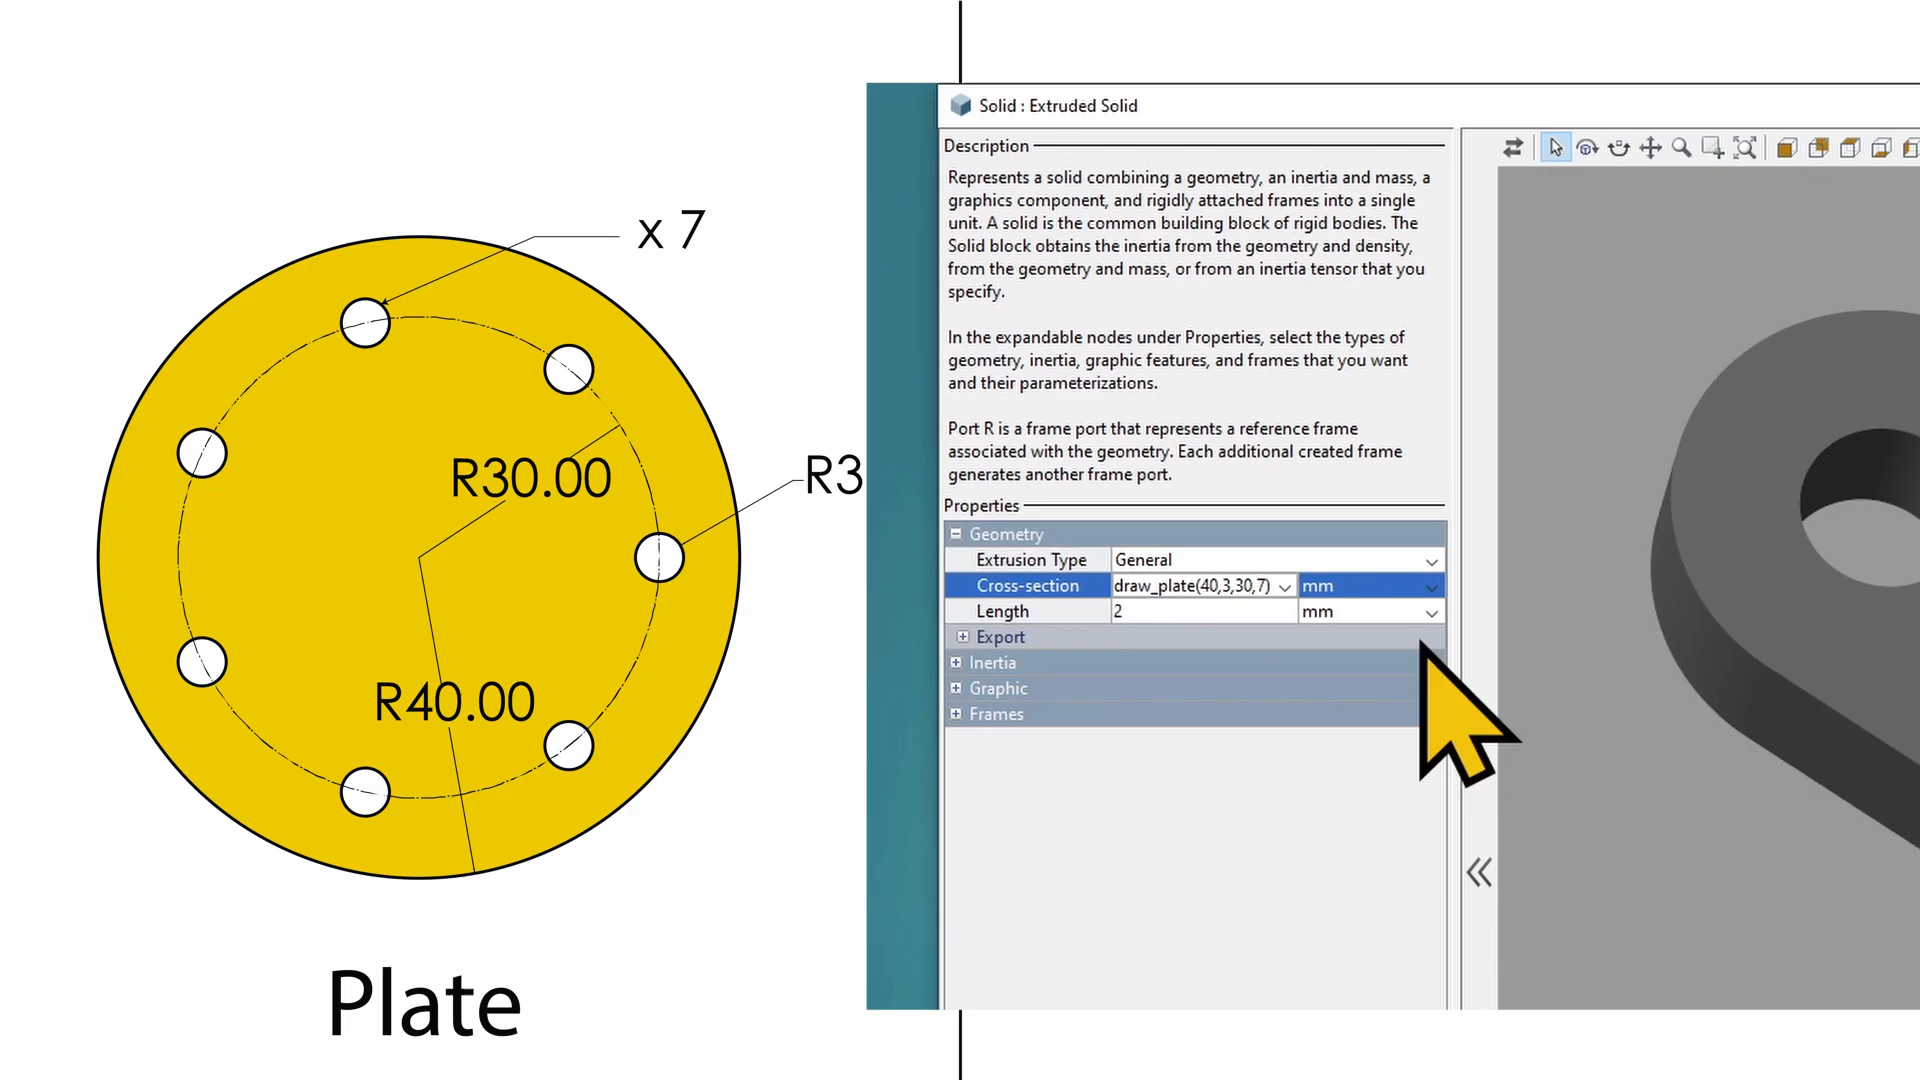 x 7
R30.00
R3
R40.00
Plate
Solid : Extruded Solid
Description
Represents a solid combining a geometry, an inertia and mass, a
graphics component, and rigidly attached frames into a single
unit. A solid is the common building block of rigid bodies. The
Solid block obtains the inertia from the geometry and density,
from the geometry and mass, or from an inertia tensor that you
specify.
In the expandable nodes under Properties, select the types of
geometry, inertia, graphic features, and frames that you want
and their parameterizations.
Port R is a frame port that represents a reference frame
associated with the geometry. Each additional created frame
generates another frame port.
Properties
Geometry
Extrusion Type General
Cross-section draw_plate(40,3,30,7) mm
Length 2 mm
Export
Inertia
Graphic
Frames